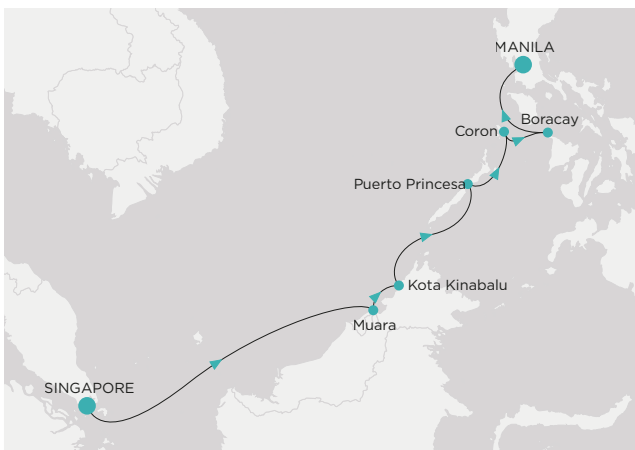 MANILA
Boracay
Coron
Puerto Princesa
Kota Kinabalu
Muara
SINGAPORE